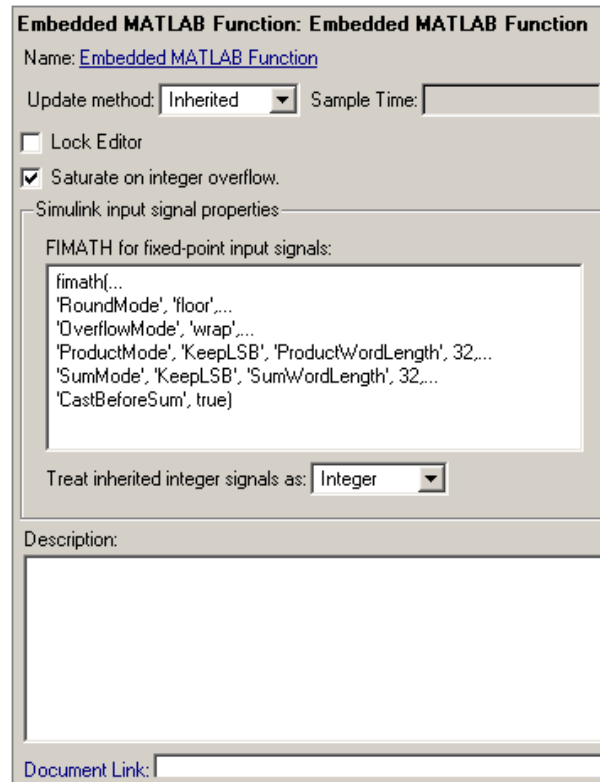 Embedded MATLAB Function: Embedded MATLAB Function
Name: Embedded MATLAB Function
Update method: Inherited Sample Time:
Lock Editor
Saturate on integer overflow.
Simulink input signal properties
FIMATH for fixed-point input signals:
fimath(...
'RoundMode', 'floor',...
'OverflowMode', 'wrap',...
'ProductMode', 'KeepLSB', 'ProductWordLength', 32,...
'SumMode', 'KeepLSB', 'SumWordLength', 32,...
'CastBeforeSum', true)
Treat inherited integer signals as: Integer
Description:
Document Link: